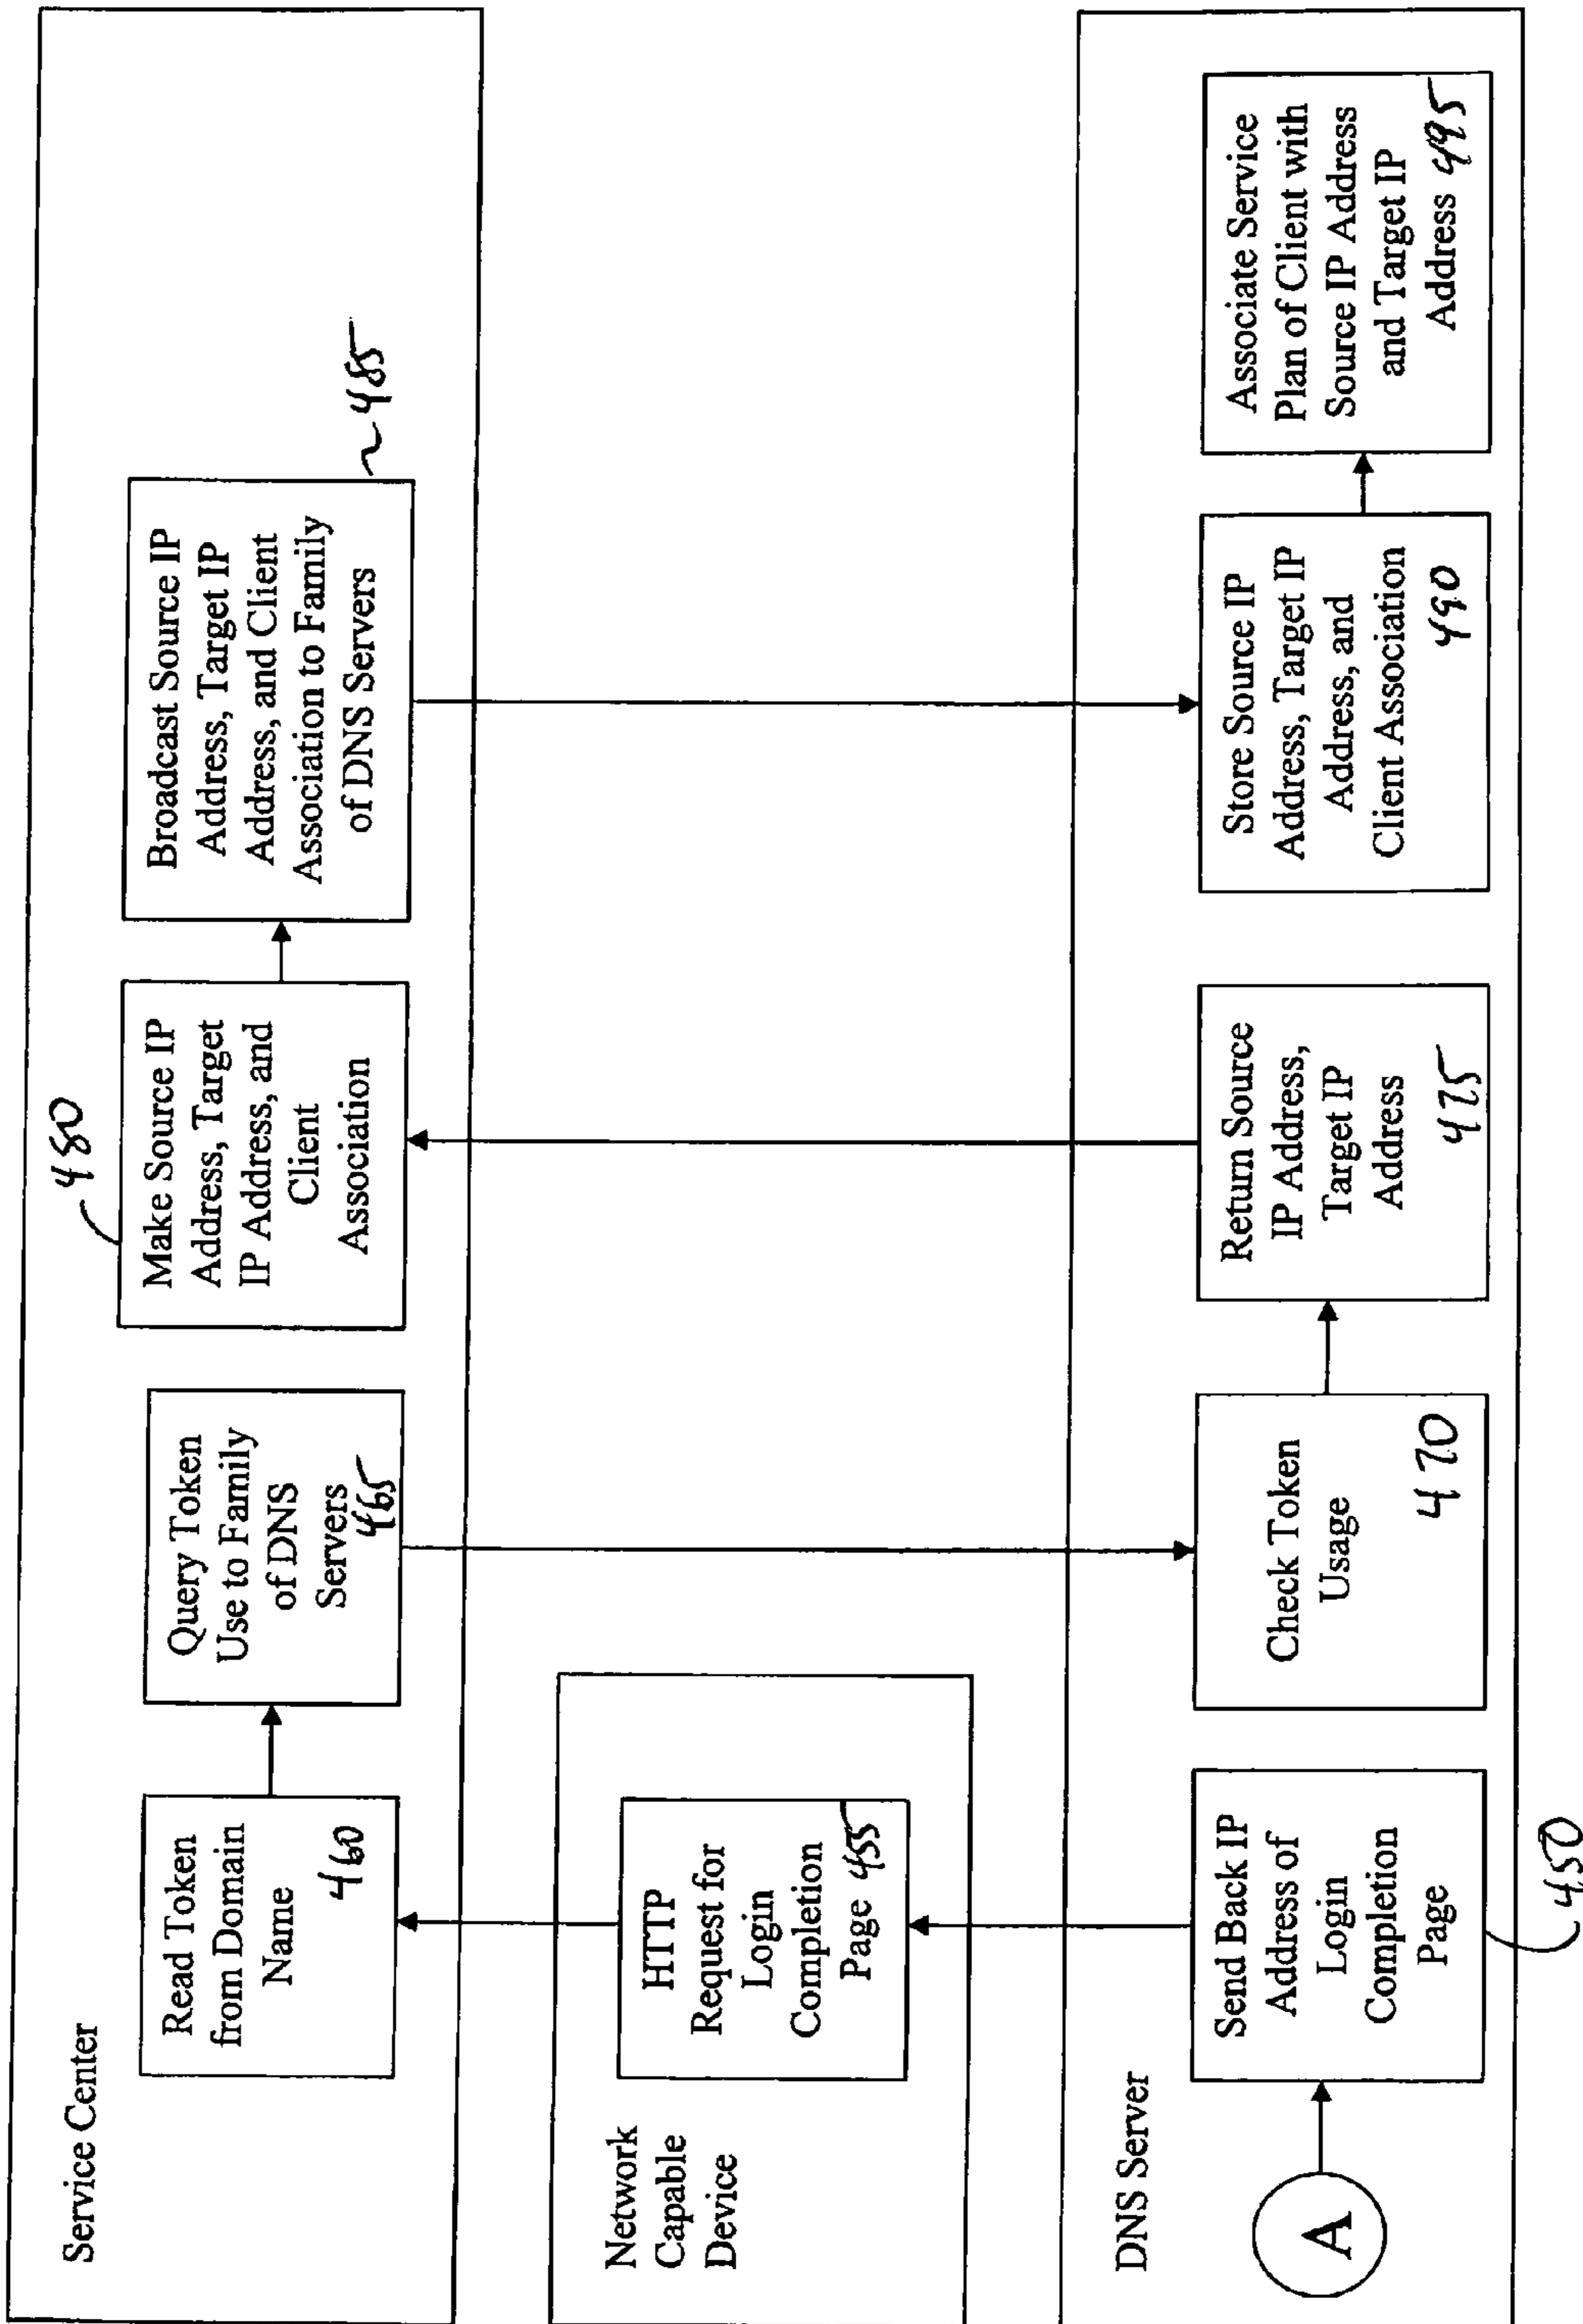 Service Center
Read Token
from Domain
Name
460
Query Token
Use to Family
of DNS
Servers
465
480
Make Source IP
Address, Target
IP Address, and
Client
Association
Broadcast Source IP
Address, Target IP
Address, and Client
Association to Family
of DNS Servers
485
Network
Capable
Device
HTTP
Request for
Login
Completion
Page 455
DNS Server
A
Send Back IP
Address of
Login
Completion
Page
450
Check Token
Usage
470
Return Source
IP Address,
Target IP
Address
475
Store Source IP
Address, Target IP
Address, and
Client Association
490
Associate Service
Plan of Client with
Source IP Address
and Target IP
Address 495